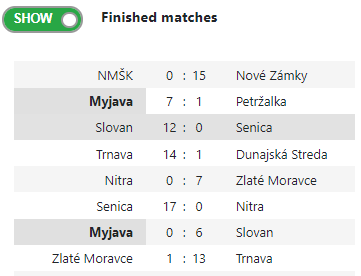 SHOW Finished matches
NMŠK 0 : 15 Nové Zámky
Myjava 7 : 1 Petržalka
Slovan 12 : 0 Senica
Trnava 14 : 1 Dunajská Streda
Nitra 0 : 7 Zlaté Moravce
Senica 17 : 0 Nitra
Myjava 0 : 6 Slovan
Zlaté Moravce 1 : 13 Trnava